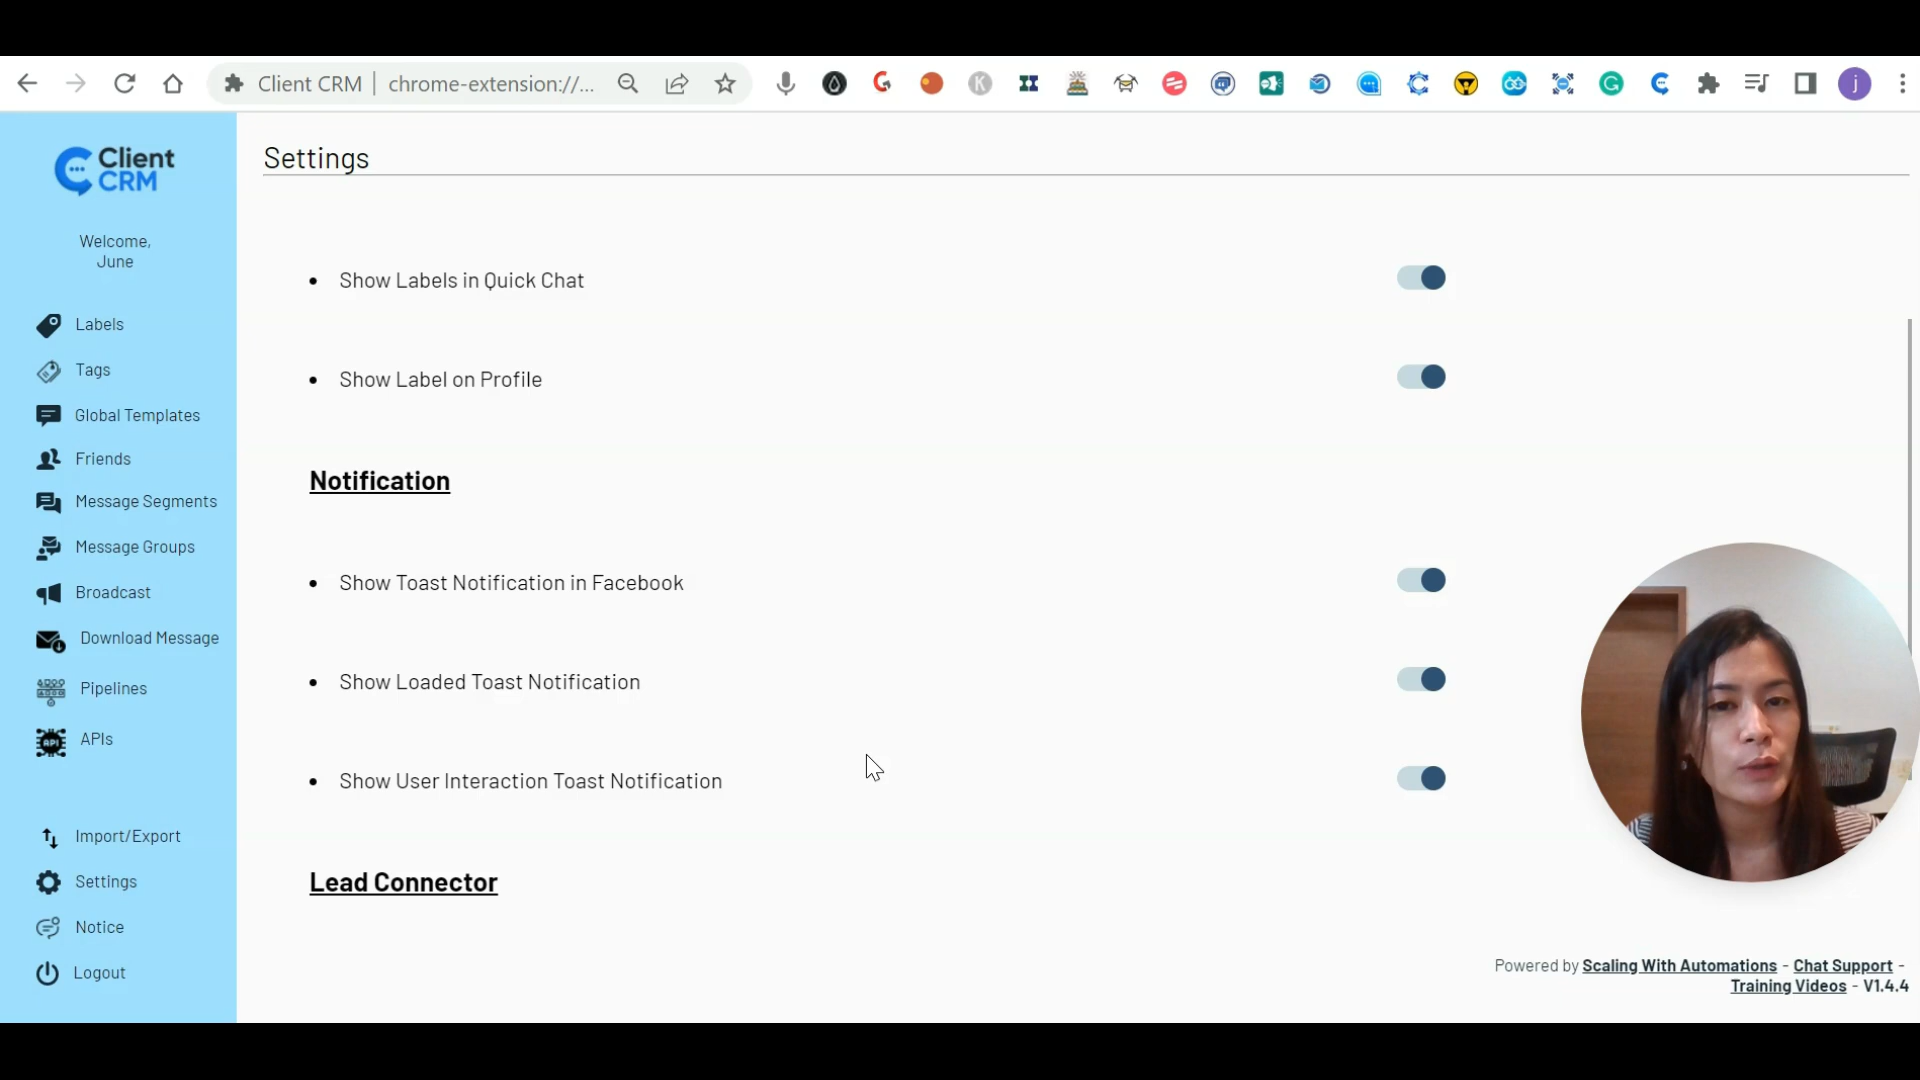 Client CRM | chrome-extension://...
j
Client
CRM
Settings
Welcome,
June
Labels
Tags
Global Templates
Friends
Message Segments
Message Groups
Broadcast
Download Message
Pipelines
APIs
Import/Export
Settings
Notice
Logout
• Show Labels in Quick Chat
• Show Label on Profile
Notification
• Show Toast Notification in Facebook
• Show Loaded Toast Notification
• Show User Interaction Toast Notification
Lead Connector
Powered by Scaling With Automations - Chat Support -
Training Videos - V1.4.4